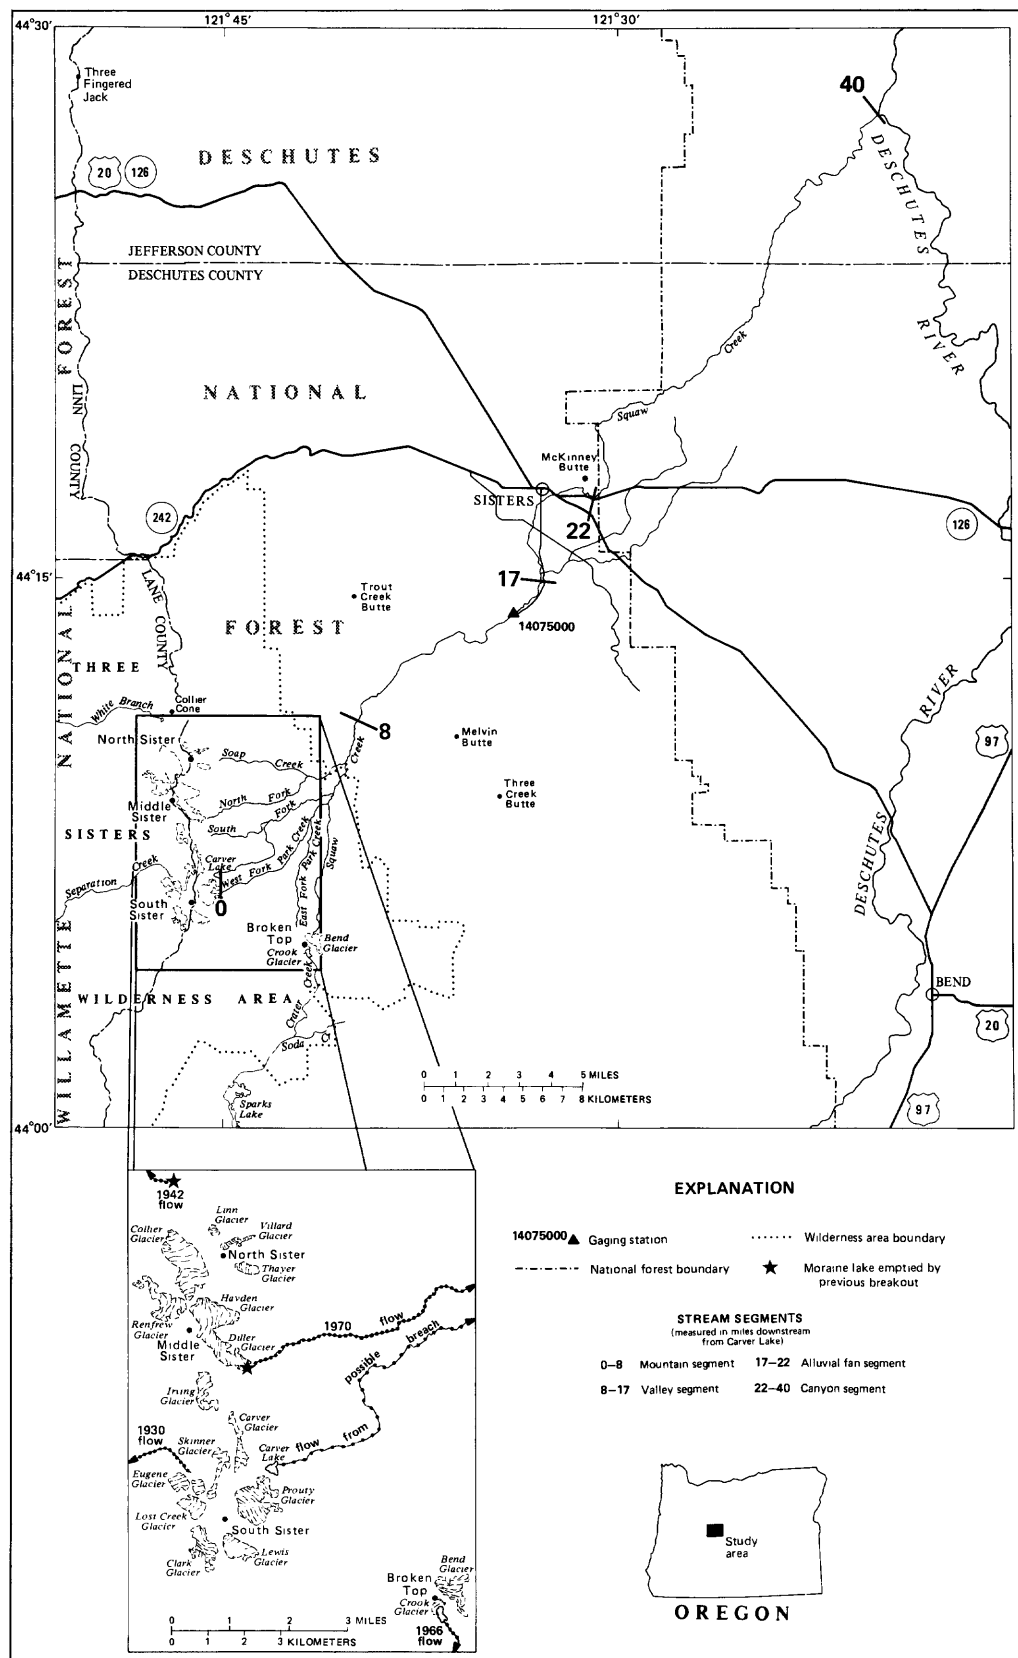 44°30'
121°45'
121°30'
Three
Fingered
Jack
40
DESCHUTES
20
126
DESCHUTES
RIVER
JEFFERSON COUNTY
DESCHUTES COUNTY
NATIONAL
LINN
COUNTY
WILLAMETTE NATIONAL FOREST
Squaw
Creek
McKinney
Butte
SISTERS
22
242
126
44°15'
17
14075000
Trout
Creek
Butte
LANE COUNTY
FOREST
THREE
White Branch
Collier
Cone
8
Melvin
Butte
Three
Creek
Butte
DESCHUTES RIVER
97
North Sister
Soap
Creek
Creek
North
Fork
Middle
Sister
South
Fork
SISTERS
Carver
Lake
West Fork Park Creek
East Fork Park Creek
Squaw
Separation
Creek
South
Sister
0
Broken
Top
Bend
Glacier
Crook
Glacier
WILDERNESS AREA
Crater
Creek
Soda
Cr
BEND
20
Sparks
Lake
0 1 2 3 4 5 MILES
0 1 2 3 4 5 6 7 8 KILOMETERS
97
44°00'
1942
flow
Linn
Glacier
Collier
Glacier
Villard
Glacier
North Sister
Thayer
Glacier
Hayden
Glacier
Renfrew
Glacier
Middle
Sister
Diller
Glacier
1970 flow
flow from possible breach
Irving
Glacier
Carver
Glacier
1930
flow
Skinner
Glacier
Carver
Lake
Eugene
Glacier
Prouty
Glacier
Lost Creek
Glacier
South Sister
Clark
Glacier
Lewis
Glacier
Bend
Glacier
Broken
Top
Crook
Glacier
1966
flow
0 1 2 3 MILES
0 1 2 3 KILOMETERS
EXPLANATION
14075000 Gaging station
Wilderness area boundary
National forest boundary
Moraine lake emptied by
previous breakout
STREAM SEGMENTS
(measured in miles downstream
from Carver Lake)
0–8 Mountain segment 17–22 Alluvial fan segment
8–17 Valley segment 22–40 Canyon segment
Study
area
OREGON